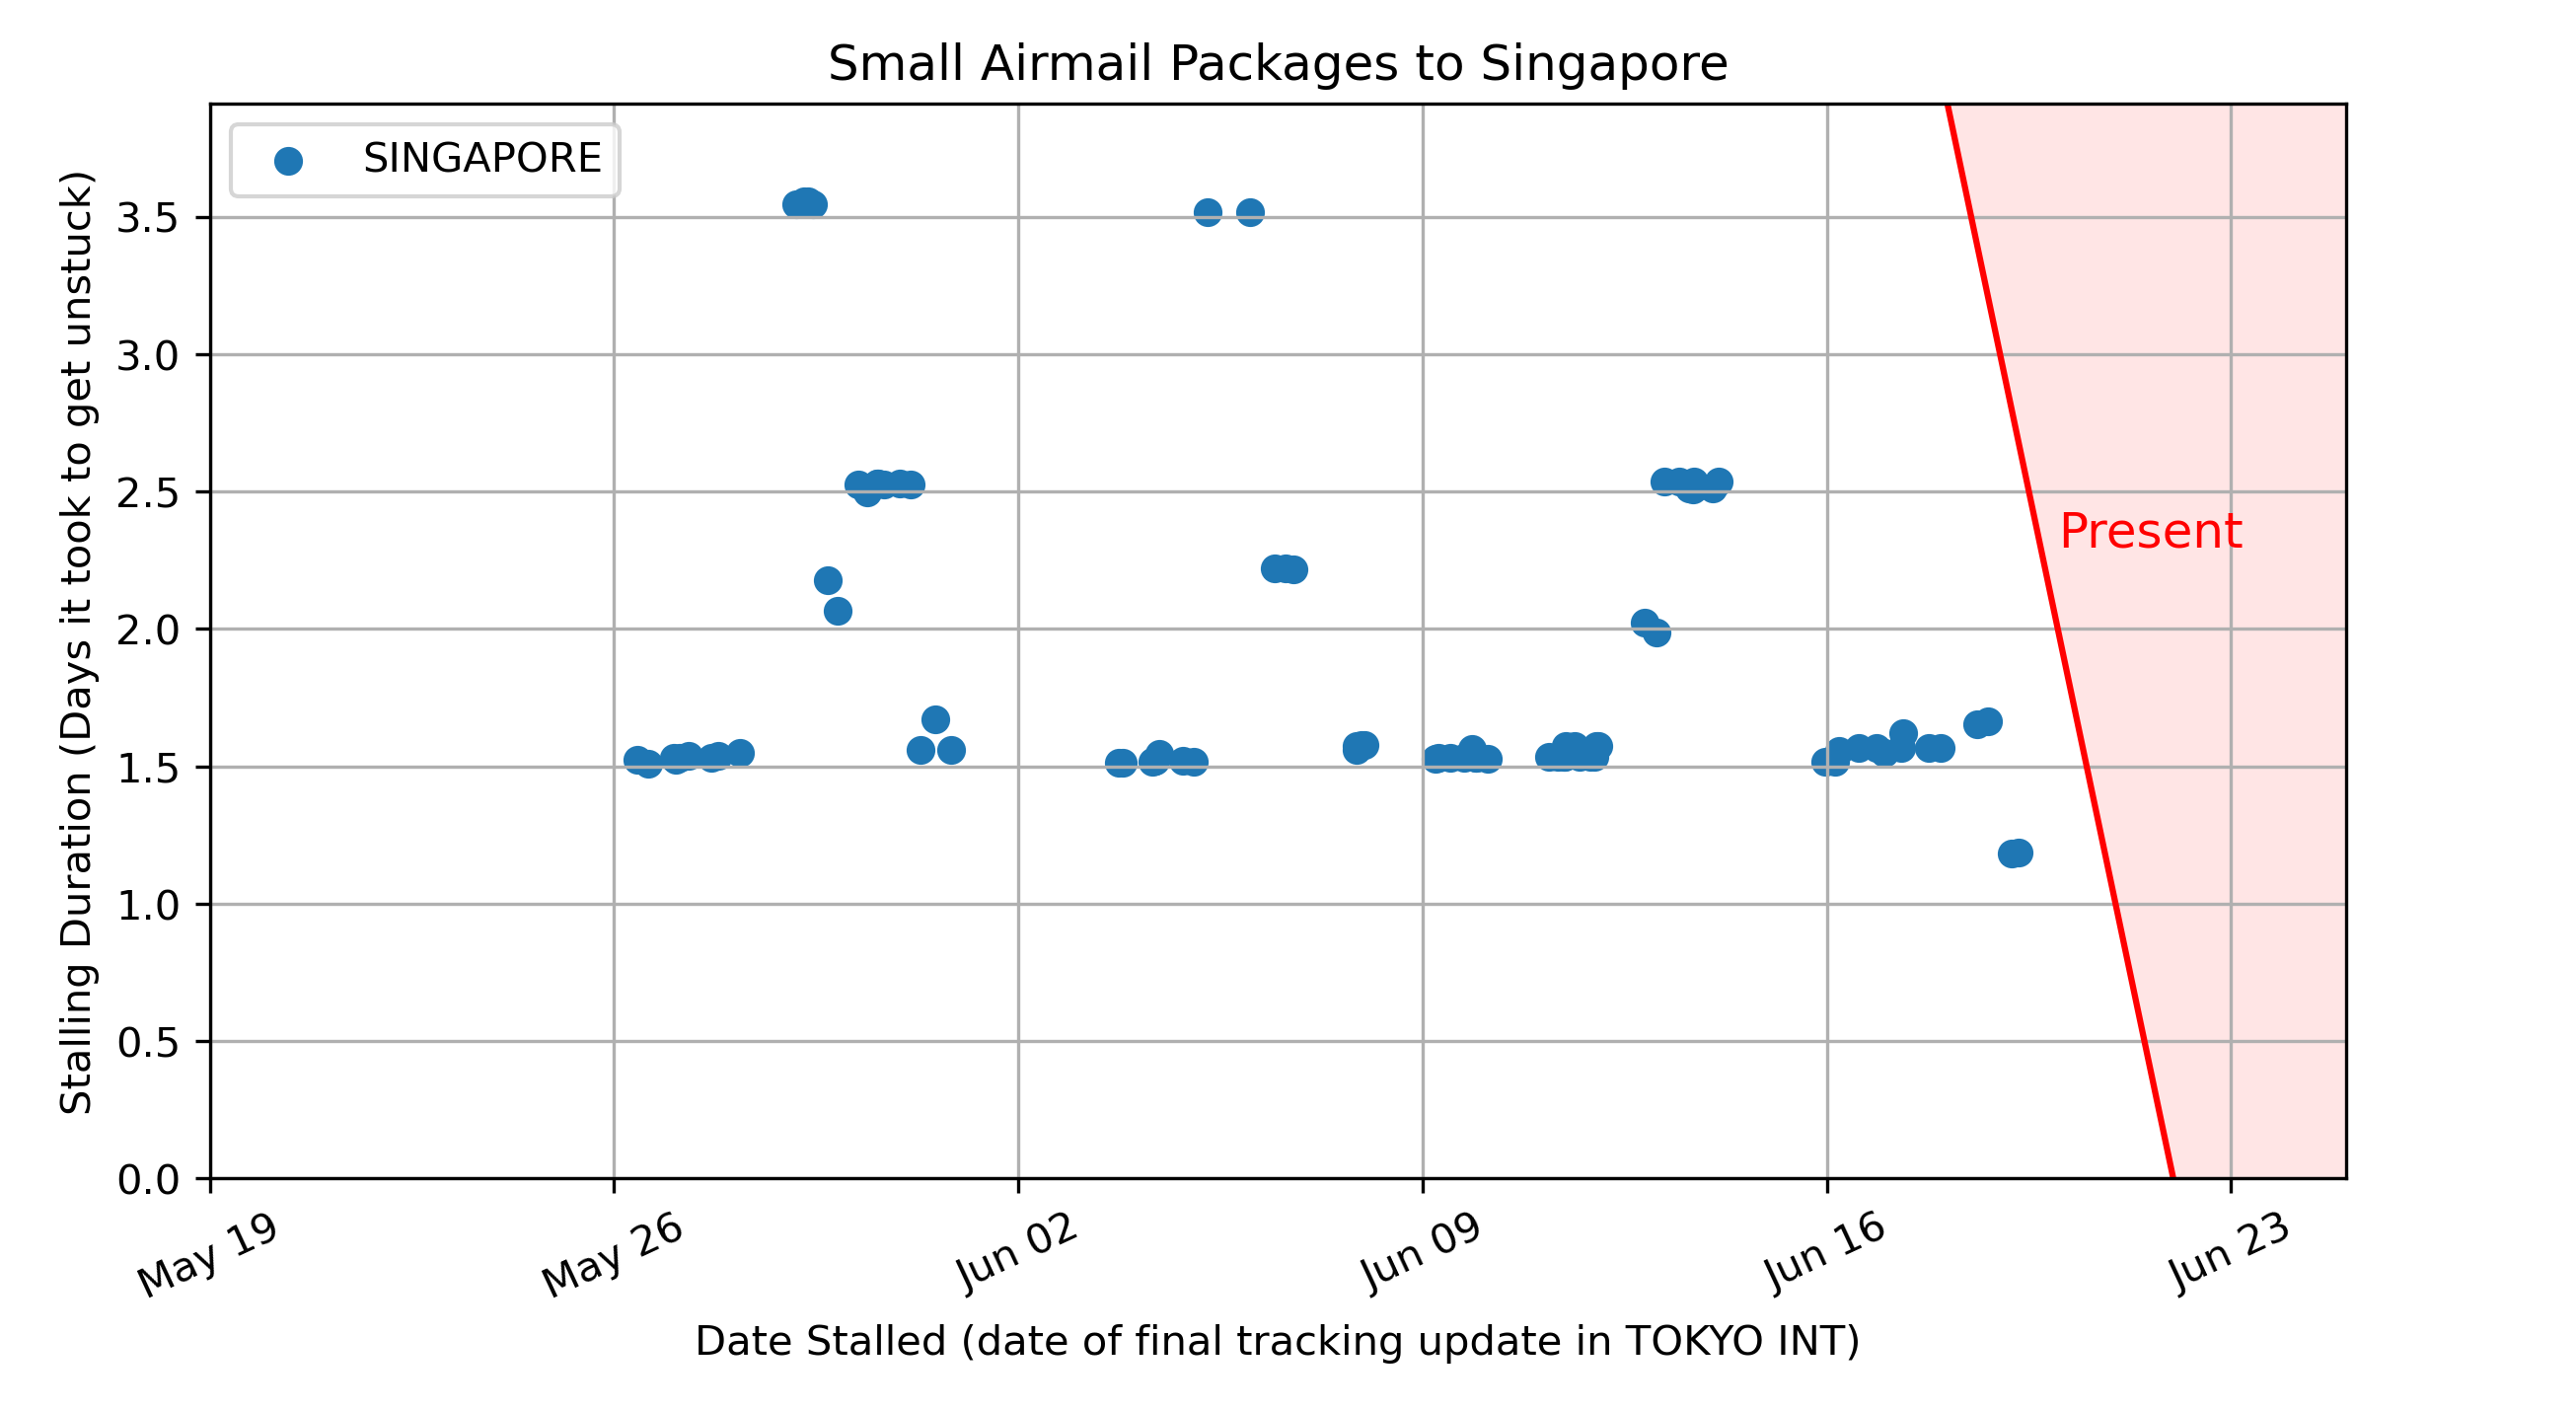 Small Airmail Packages to Singapore
SINGAPORE
Stalling Duration (Days it took to get unstuck)
3.5
3.0
2.5
2.0
1.5
1.0
0.5
0.0
Present
May 19
May 26
Jun 02
Jun 09
Jun 16
Jun 23
Date Stalled (date of final tracking update in TOKYO INT)